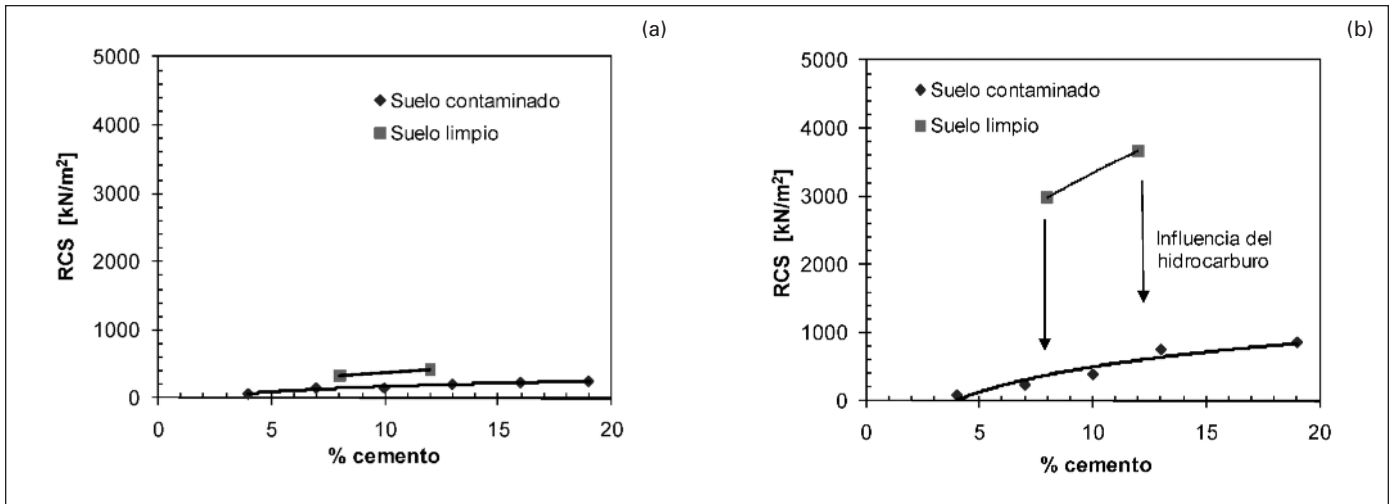 (a)
5000
4000
3000
2000
1000
0
RCS [kN/m²]
Suelo contaminado
Suelo limpio
0 5 10 15 20
% cemento
(b)
5000
4000
3000
2000
1000
0
RCS [kN/m²]
Suelo contaminado
Suelo limpio
Influencia del
hidrocarburo
0 5 10 15 20
% cemento